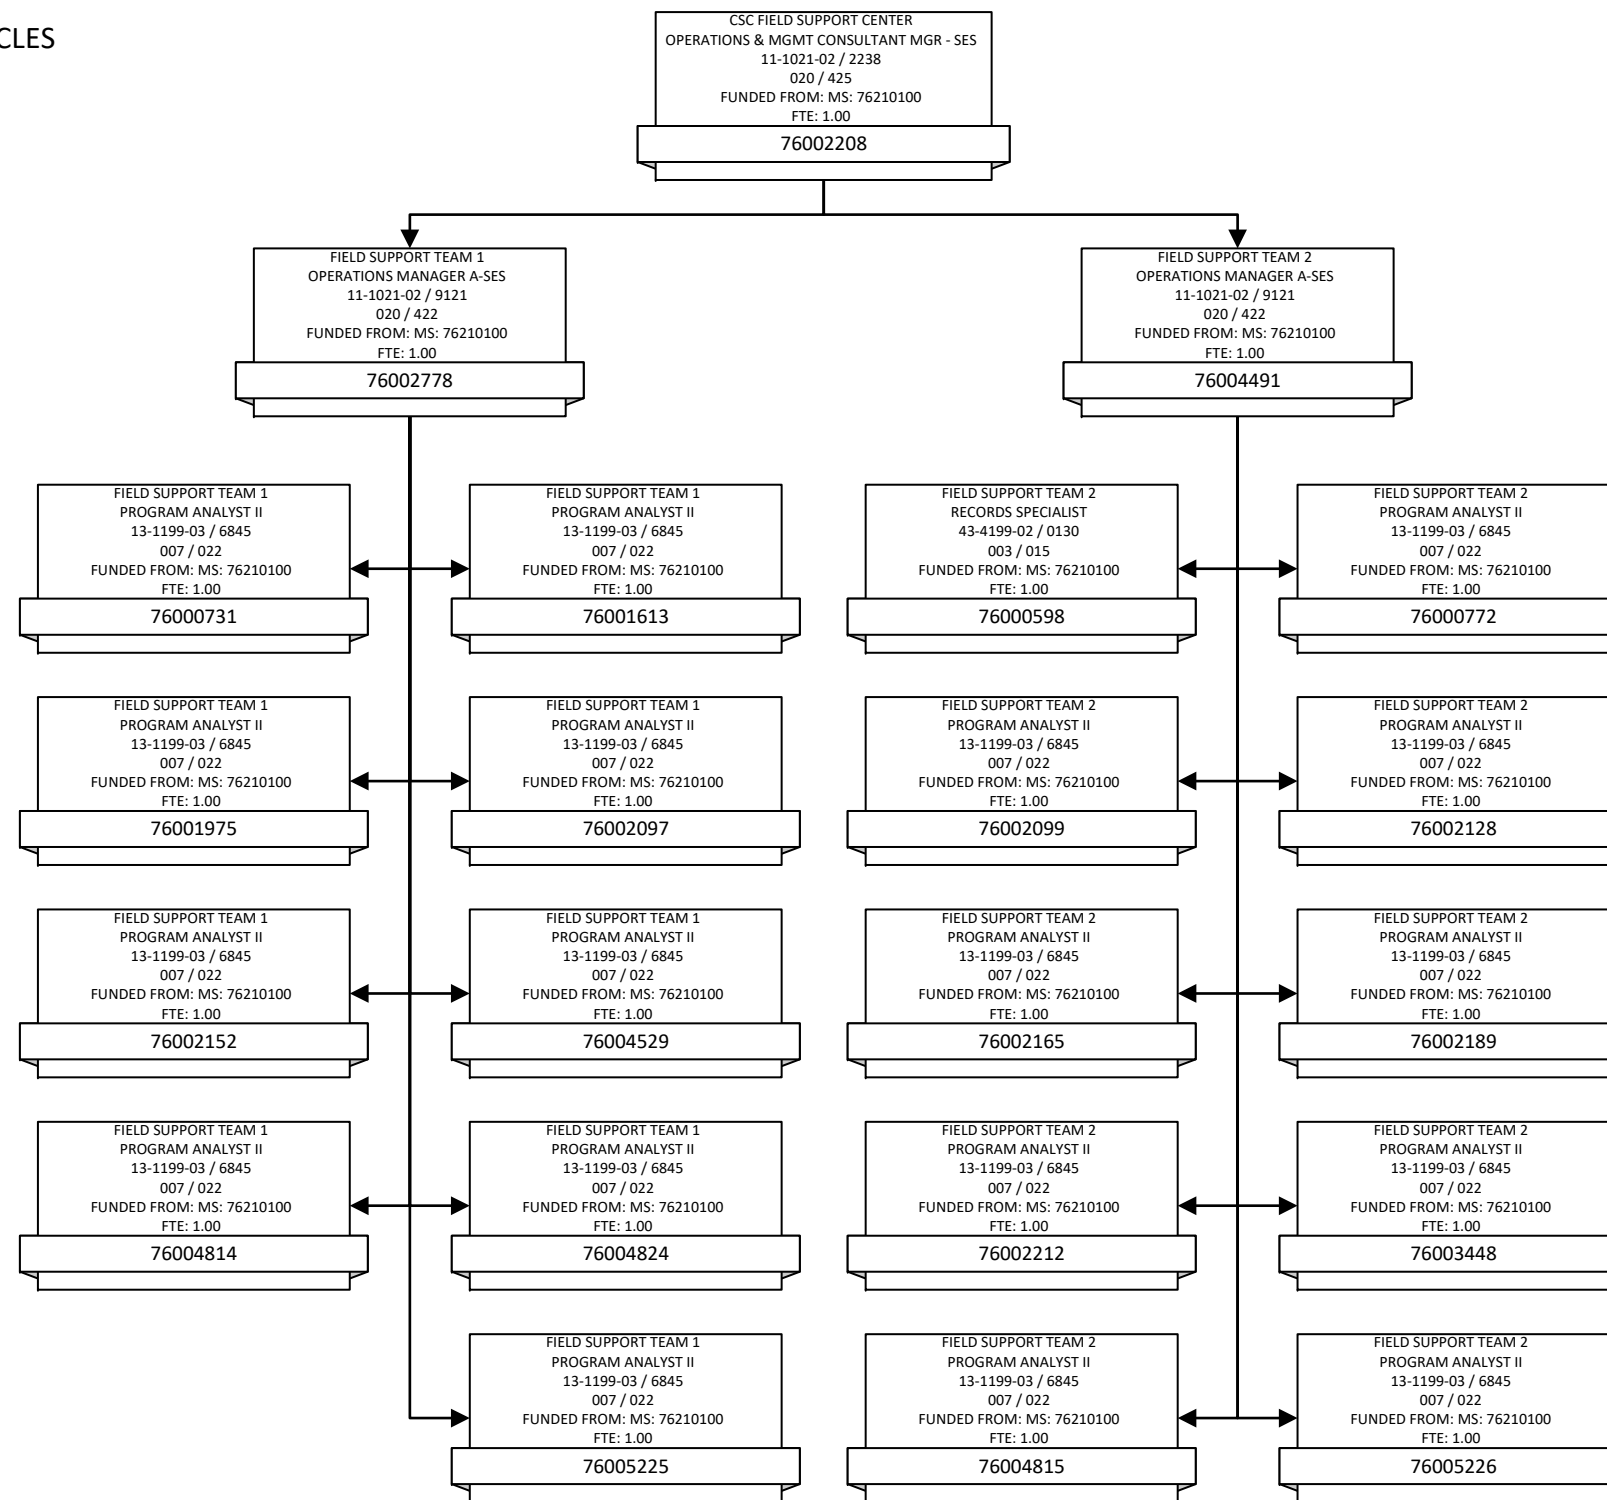 CLES
CSC FIELD SUPPORT CENTER
OPERATIONS & MGMT CONSULTANT MGR - SES
11-1021-02 / 2238
020 / 425
FUNDED FROM: MS: 76210100
FTE: 1.00
76002208
FIELD SUPPORT TEAM 1
OPERATIONS MANAGER A-SES
11-1021-02 / 9121
020 / 422
FUNDED FROM: MS: 76210100
FTE: 1.00
76002778
FIELD SUPPORT TEAM 2
OPERATIONS MANAGER A-SES
11-1021-02 / 9121
020 / 422
FUNDED FROM: MS: 76210100
FTE: 1.00
76004491
FIELD SUPPORT TEAM 1
PROGRAM ANALYST II
13-1199-03 / 6845
007 / 022
FUNDED FROM: MS: 76210100
FTE: 1.00
76000731
FIELD SUPPORT TEAM 1
PROGRAM ANALYST II
13-1199-03 / 6845
007 / 022
FUNDED FROM: MS: 76210100
FTE: 1.00
76001613
FIELD SUPPORT TEAM 2
RECORDS SPECIALIST
43-4199-02 / 0130
003 / 015
FUNDED FROM: MS: 76210100
FTE: 1.00
76000598
FIELD SUPPORT TEAM 2
PROGRAM ANALYST II
13-1199-03 / 6845
007 / 022
FUNDED FROM: MS: 76210100
FTE: 1.00
76000772
FIELD SUPPORT TEAM 1
PROGRAM ANALYST II
13-1199-03 / 6845
007 / 022
FUNDED FROM: MS: 76210100
FTE: 1.00
76001975
FIELD SUPPORT TEAM 1
PROGRAM ANALYST II
13-1199-03 / 6845
007 / 022
FUNDED FROM: MS: 76210100
FTE: 1.00
76002097
FIELD SUPPORT TEAM 2
PROGRAM ANALYST II
13-1199-03 / 6845
007 / 022
FUNDED FROM: MS: 76210100
FTE: 1.00
76002099
FIELD SUPPORT TEAM 2
PROGRAM ANALYST II
13-1199-03 / 6845
007 / 022
FUNDED FROM: MS: 76210100
FTE: 1.00
76002128
FIELD SUPPORT TEAM 1
PROGRAM ANALYST II
13-1199-03 / 6845
007 / 022
FUNDED FROM: MS: 76210100
FTE: 1.00
76002152
FIELD SUPPORT TEAM 1
PROGRAM ANALYST II
13-1199-03 / 6845
007 / 022
FUNDED FROM: MS: 76210100
FTE: 1.00
76004529
FIELD SUPPORT TEAM 2
PROGRAM ANALYST II
13-1199-03 / 6845
007 / 022
FUNDED FROM: MS: 76210100
FTE: 1.00
76002165
FIELD SUPPORT TEAM 2
PROGRAM ANALYST II
13-1199-03 / 6845
007 / 022
FUNDED FROM: MS: 76210100
FTE: 1.00
76002189
FIELD SUPPORT TEAM 1
PROGRAM ANALYST II
13-1199-03 / 6845
007 / 022
FUNDED FROM: MS: 76210100
FTE: 1.00
76004814
FIELD SUPPORT TEAM 1
PROGRAM ANALYST II
13-1199-03 / 6845
007 / 022
FUNDED FROM: MS: 76210100
FTE: 1.00
76004824
FIELD SUPPORT TEAM 2
PROGRAM ANALYST II
13-1199-03 / 6845
007 / 022
FUNDED FROM: MS: 76210100
FTE: 1.00
76002212
FIELD SUPPORT TEAM 2
PROGRAM ANALYST II
13-1199-03 / 6845
007 / 022
FUNDED FROM: MS: 76210100
FTE: 1.00
76003448
FIELD SUPPORT TEAM 1
PROGRAM ANALYST II
13-1199-03 / 6845
007 / 022
FUNDED FROM: MS: 76210100
FTE: 1.00
76005225
FIELD SUPPORT TEAM 2
PROGRAM ANALYST II
13-1199-03 / 6845
007 / 022
FUNDED FROM: MS: 76210100
FTE: 1.00
76004815
FIELD SUPPORT TEAM 2
PROGRAM ANALYST II
13-1199-03 / 6845
007 / 022
FUNDED FROM: MS: 76210100
FTE: 1.00
76005226